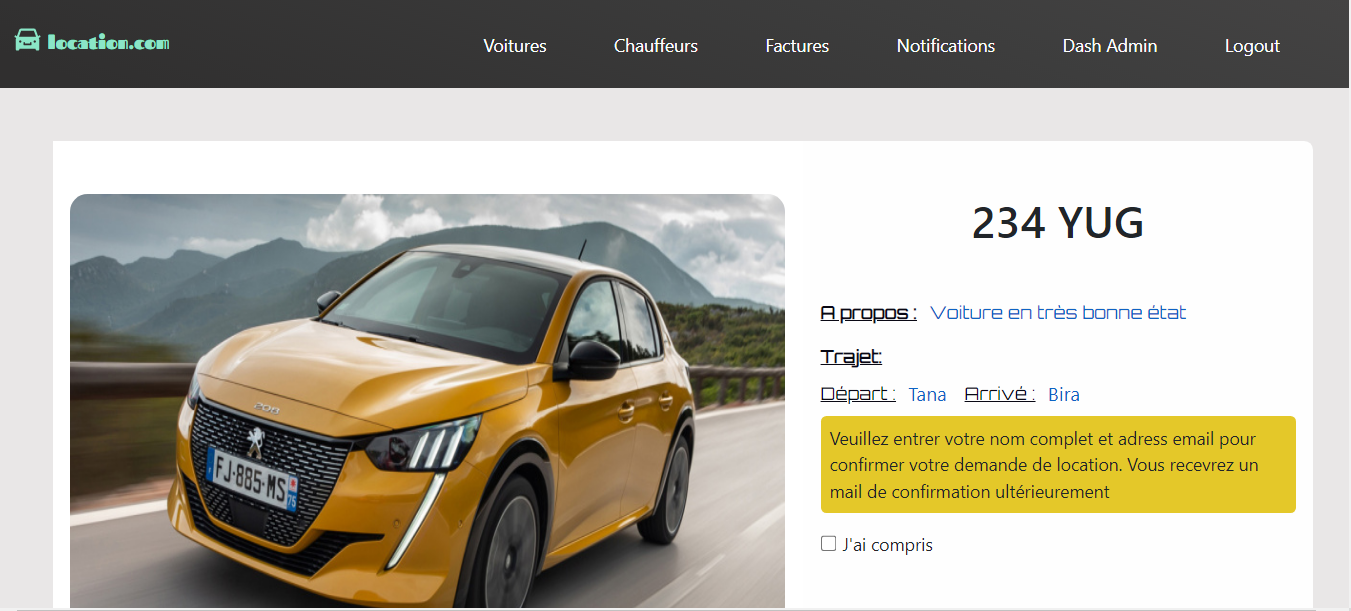 location.com
Voitures Chauffeurs Factures Notifications Dash Admin Logout
234 YUG
A propos : Voiture en très bonne état
Trajet:
Départ : Tana Arrivé : Bira
Veuillez entrer votre nom complet et adress email pour
confirmer votre demande de location. Vous recevrez un
mail de confirmation ultérieurement
J'ai compris
208
FJ-885-MS
75